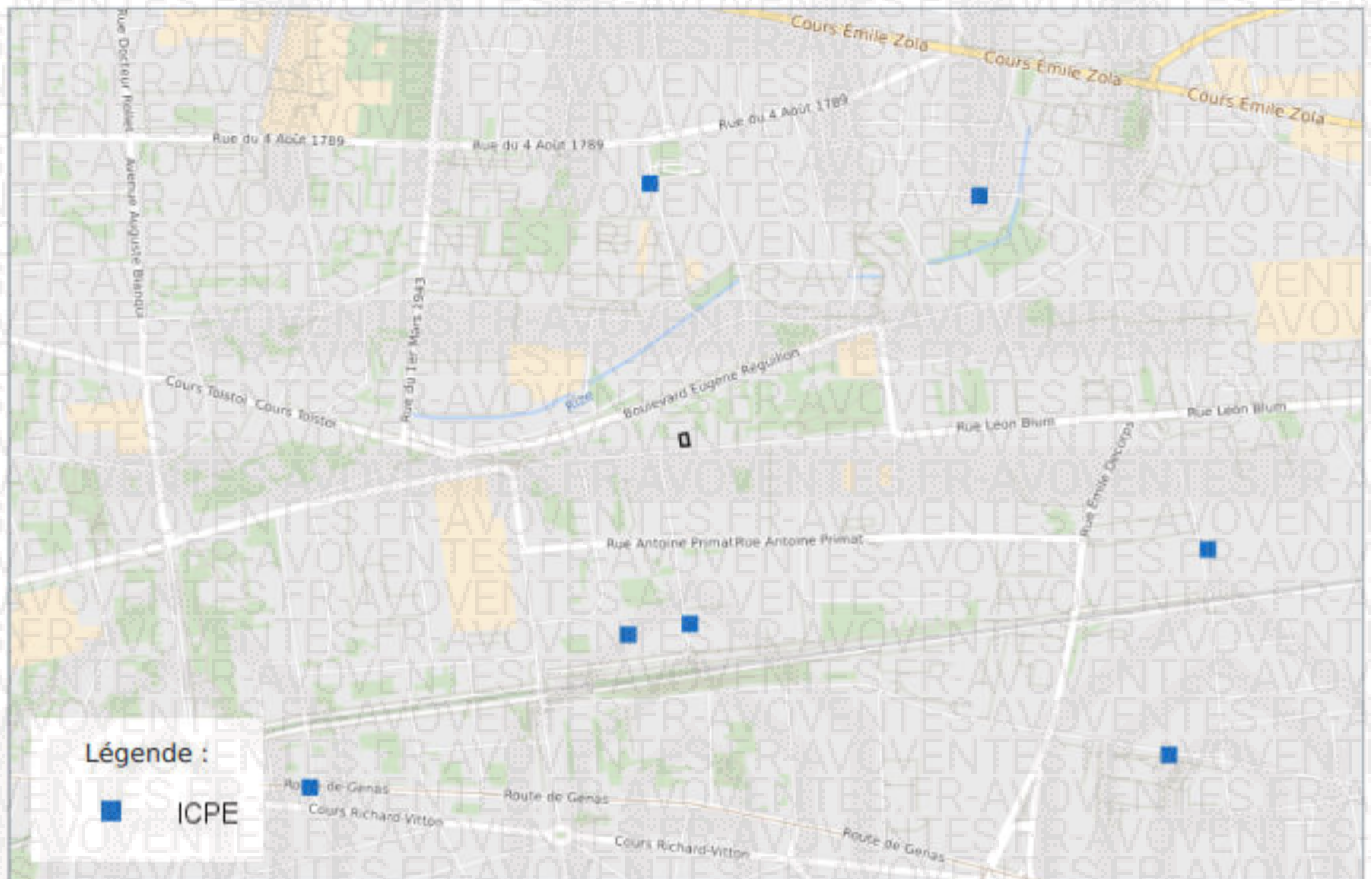 Cours Émile Zola
Cours Émile Zola
Cours Émile Zola
Rue Docteur Rollet
Rue du 4 Août 1789
Rue du 4 Août 1789
Rue du 4 Août 1789
Avenue Auguste Blanqui
Rue du 1er Mars 1943
Cours Tolstoï
Cours Tolstoï
Rize
Boulevard Eugène Réguillon
Rue Léon Blum
Rue Léon Blum
Rue Émile Decorps
Rue Antoine Primat
Rue Antoine Primat
Légende :
ICPE
Route de Genas
Route de Genas
Route de Genas
Cours Richard-Vitton
Cours Richard-Vitton
AVOVENTES.FR